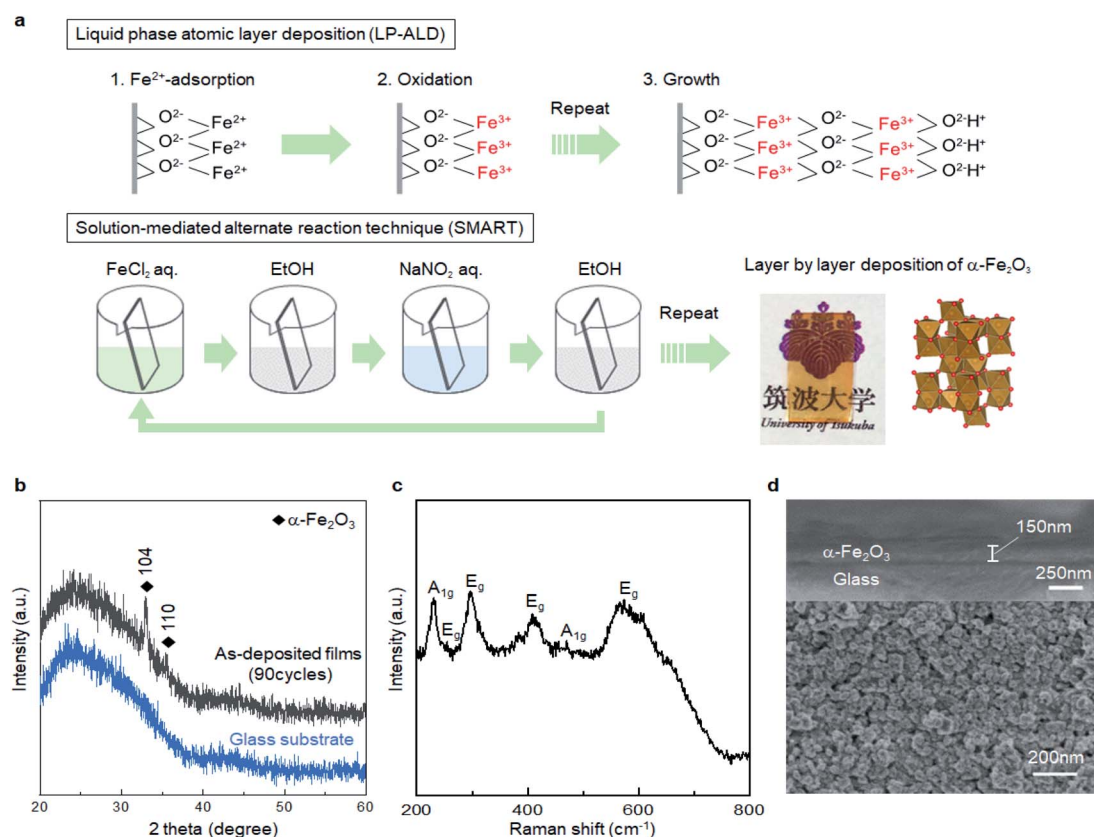 a
Liquid phase atomic layer deposition (LP-ALD)
1. Fe²⁺-adsorption
2. Oxidation
Repeat
3. Growth
O²⁻ Fe²⁺
O²⁻ Fe²⁺
O²⁻ Fe²⁺
O²⁻ Fe³⁺
O²⁻ Fe³⁺
O²⁻ Fe³⁺
O²⁻ Fe³⁺ O²⁻ Fe³⁺ O²⁻H⁺
O²⁻ Fe³⁺ O²⁻ Fe³⁺ O²⁻H⁺
O²⁻ Fe³⁺ O²⁻ Fe³⁺ O²⁻H⁺
Solution-mediated alternate reaction technique (SMART)
FeCl₂ aq.
EtOH
NaNO₂ aq.
EtOH
Repeat
Layer by layer deposition of α-Fe₂O₃
筑波大学
University of Tsukuba
b
Intensity (a.u.)
◆ α-Fe₂O₃
104
110
As-deposited films
(90cycles)
Glass substrate
20 30 40 50 60
2 theta (degree)
c
Intensity (a.u.)
A1g
Eg
Eg
Eg
A1g
Eg
200 400 600 800
Raman shift (cm⁻¹)
d
150nm
α-Fe₂O₃
Glass
250nm
200nm